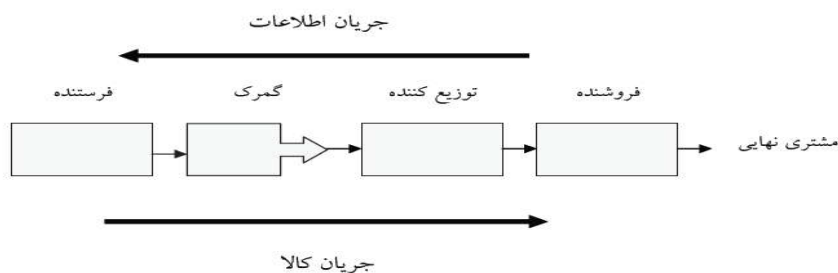 جریان اطلاعات
فروشنده
توزیع کننده
گمرک
فرستنده
مشتری نهایی
جریان کالا